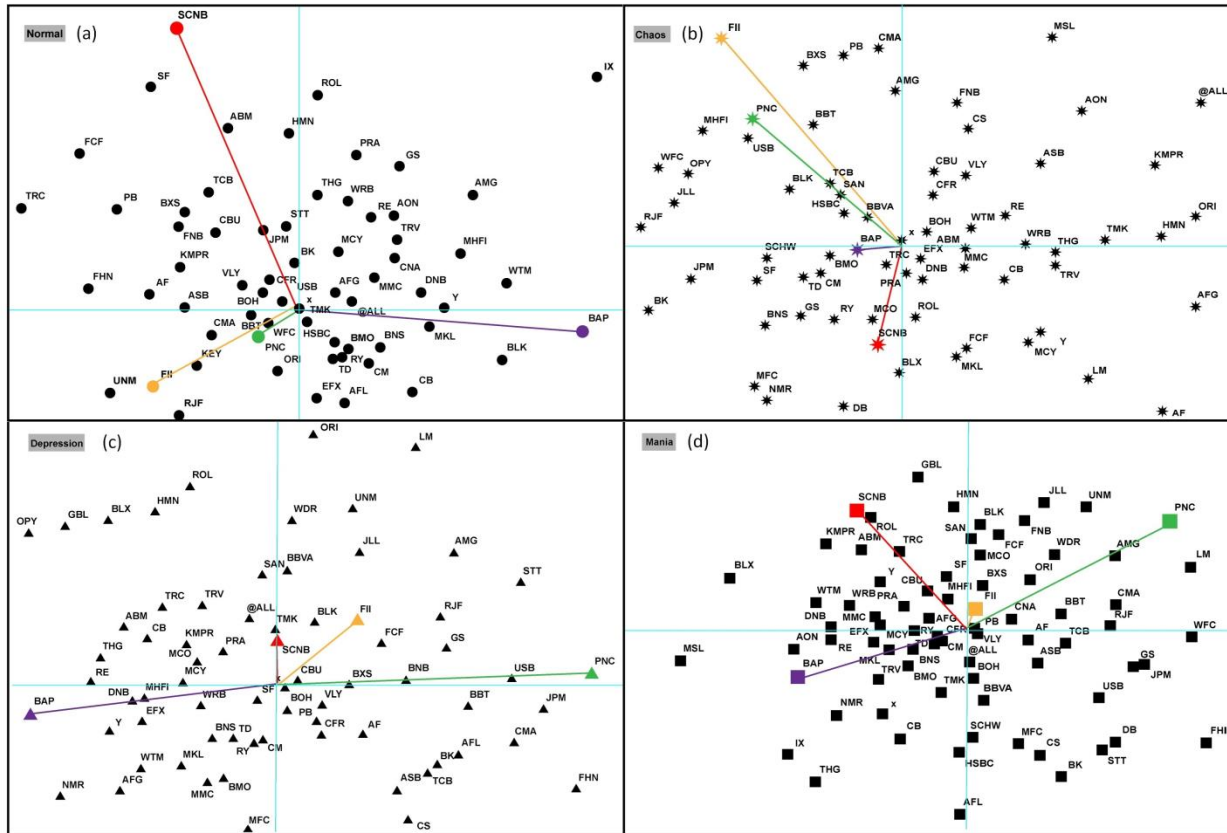 Normal (a)
SCNB
IX
SF
ROL
ABM
HMN
FCF
PRA
GS
TRC
PB
TCB
THG
WRB
AMG
BXS
RE
AON
FNB
CBU
STT
JPM
MCY
TRV
MHFI
KMPR
BK
CNA
FHN
AF
VLY
CFR
USB
AFG
MMC
DNB
WTM
ASB
BOH
x
TMK
@ALL
Y
BAP
CMA
BBT
WFC
HSBC
BMO
BNS
MKL
KEY
PNC
ORI
RY
TD
CM
BLK
UNM
FII
RJF
EFX
AFL
CB
Chaos (b)
FII
BXS
PB
CMA
MSL
AMG
FNB
AON
@ALL
PNC
BBT
CS
MHFI
USB
WFC
OPY
BLK
TCB
SAN
CBU
VLY
CFR
ASB
KMPR
JLL
HSBC
BBVA
RE
ORI
RJF
x
BOH
WTM
WRB
TMK
HMN
BAP
SCHW
BMO
TRC
EFX
ABM
MMC
THG
TRV
JPM
SF
TD
CM
PRA
DNB
CB
BK
BNS
GS
RY
MCO
ROL
AFG
SCNB
FCF
MCY
Y
BLX
MKL
LM
MFC
NMR
DB
AF
Depression (c)
ORI
LM
ROL
OPY
GBL
BLX
HMN
WDR
UNM
SAN
BBVA
JLL
AMG
STT
TRC
TRV
@ALL
TMK
BLK
FII
RJF
ABM
CB
KMPR
PRA
SCNB
FCF
GS
THG
MCO
MCY
x
CBU
BXS
BNB
USB
PNC
RE
BAP
DNB
MHFI
WRB
SF
BOH
VLY
BBT
JPM
Y
EFX
BNS
TD
RY
CM
PB
CFR
AF
CMA
WTM
MKL
AFL
BK
NMR
AFG
MMC
BMO
ASB
TCB
FHN
MFC
CS
Mania (d)
GBL
SCNB
HMN
JLL
UNM
PNC
KMPR
ROL
ABM
TRC
SAN
BLK
FNB
FCF
WDR
AMG
MCO
BLX
Y
SF
BXS
ORI
LM
WTM
WRB
PRA
CBU
MHFI
FII
CNA
BBT
CMA
DNB
MMC
AFG
CFR
PB
AF
RJF
AON
RE
EFX
MCY
RY
TD
CM
VLY
TCB
WFC
MSL
BAP
MKL
TRV
BNS
BMO
@ALL
BOH
ASB
GS
JPM
TMK
BBVA
USB
NMR
x
CB
SCHW
MFC
CS
DB
STT
FHI
IX
THG
HSBC
BK
AFL